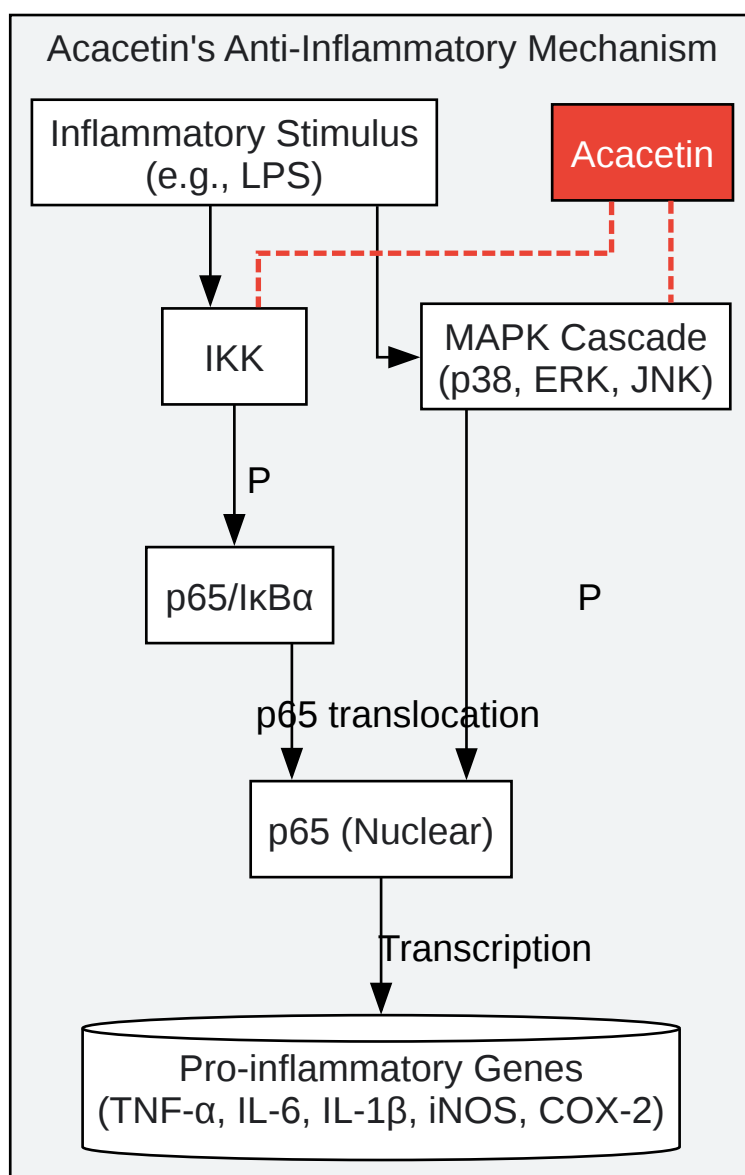 Acacetin's Anti-Inflammatory Mechanism
Inflammatory Stimulus
(e.g., LPS)
Acacetin
IKK
MAPK Cascade
(p38, ERK, JNK)
P
p65/IκBα
P
p65 translocation
p65 (Nuclear)
Transcription
Pro-inflammatory Genes
(TNF-α, IL-6, IL-1β, iNOS, COX-2)